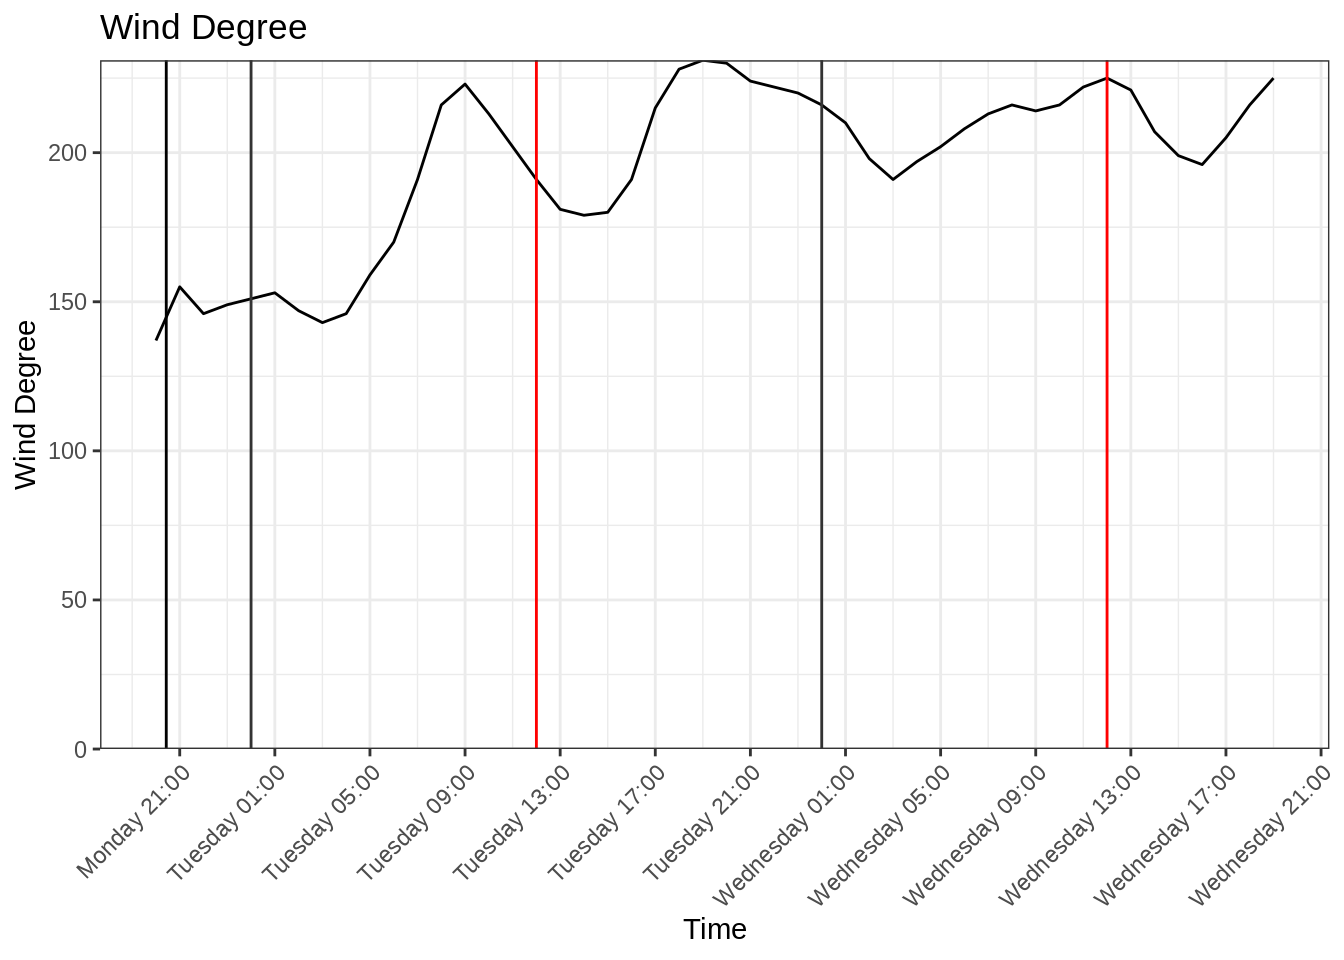 Wind Degree
Wind Degree
200
150
100
50
0
Monday 21:00
Tuesday 01:00
Tuesday 05:00
Tuesday 09:00
Tuesday 13:00
Tuesday 17:00
Tuesday 21:00
Wednesday 01:00
Wednesday 05:00
Wednesday 09:00
Wednesday 13:00
Wednesday 17:00
Wednesday 21:00
Time